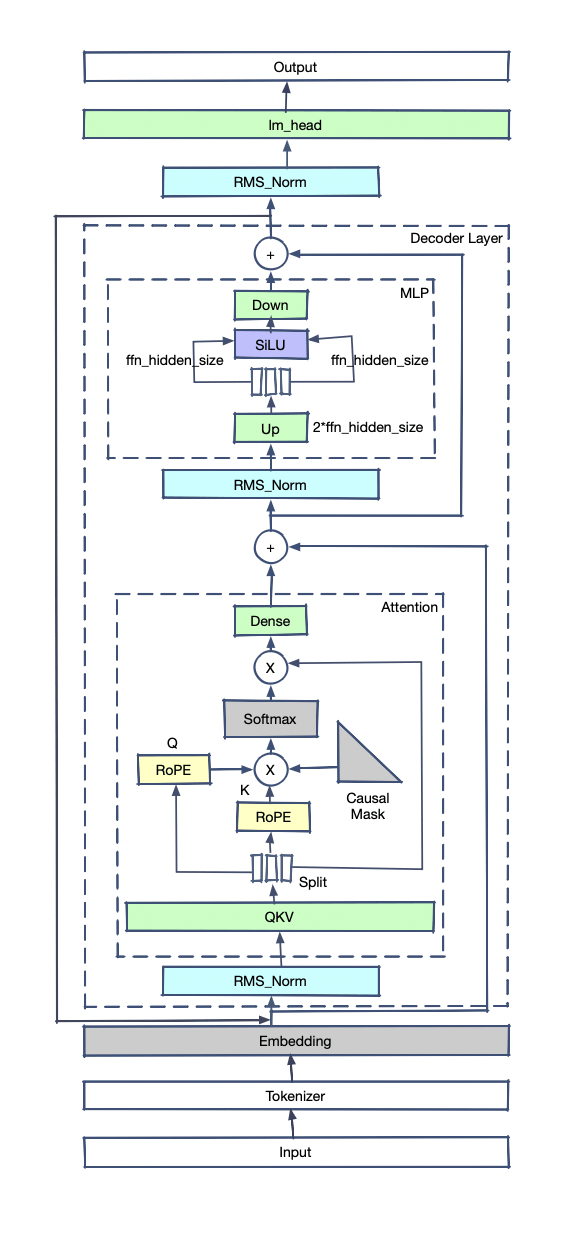 Output
lm_head
RMS_Norm
Decoder Layer
+
MLP
Down
SiLU
ffn_hidden_size
ffn_hidden_size
Up
2*ffn_hidden_size
RMS_Norm
+
Attention
Dense
X
Softmax
Q
RoPE
X
K
Causal
Mask
RoPE
Split
QKV
RMS_Norm
Embedding
Tokenizer
Input